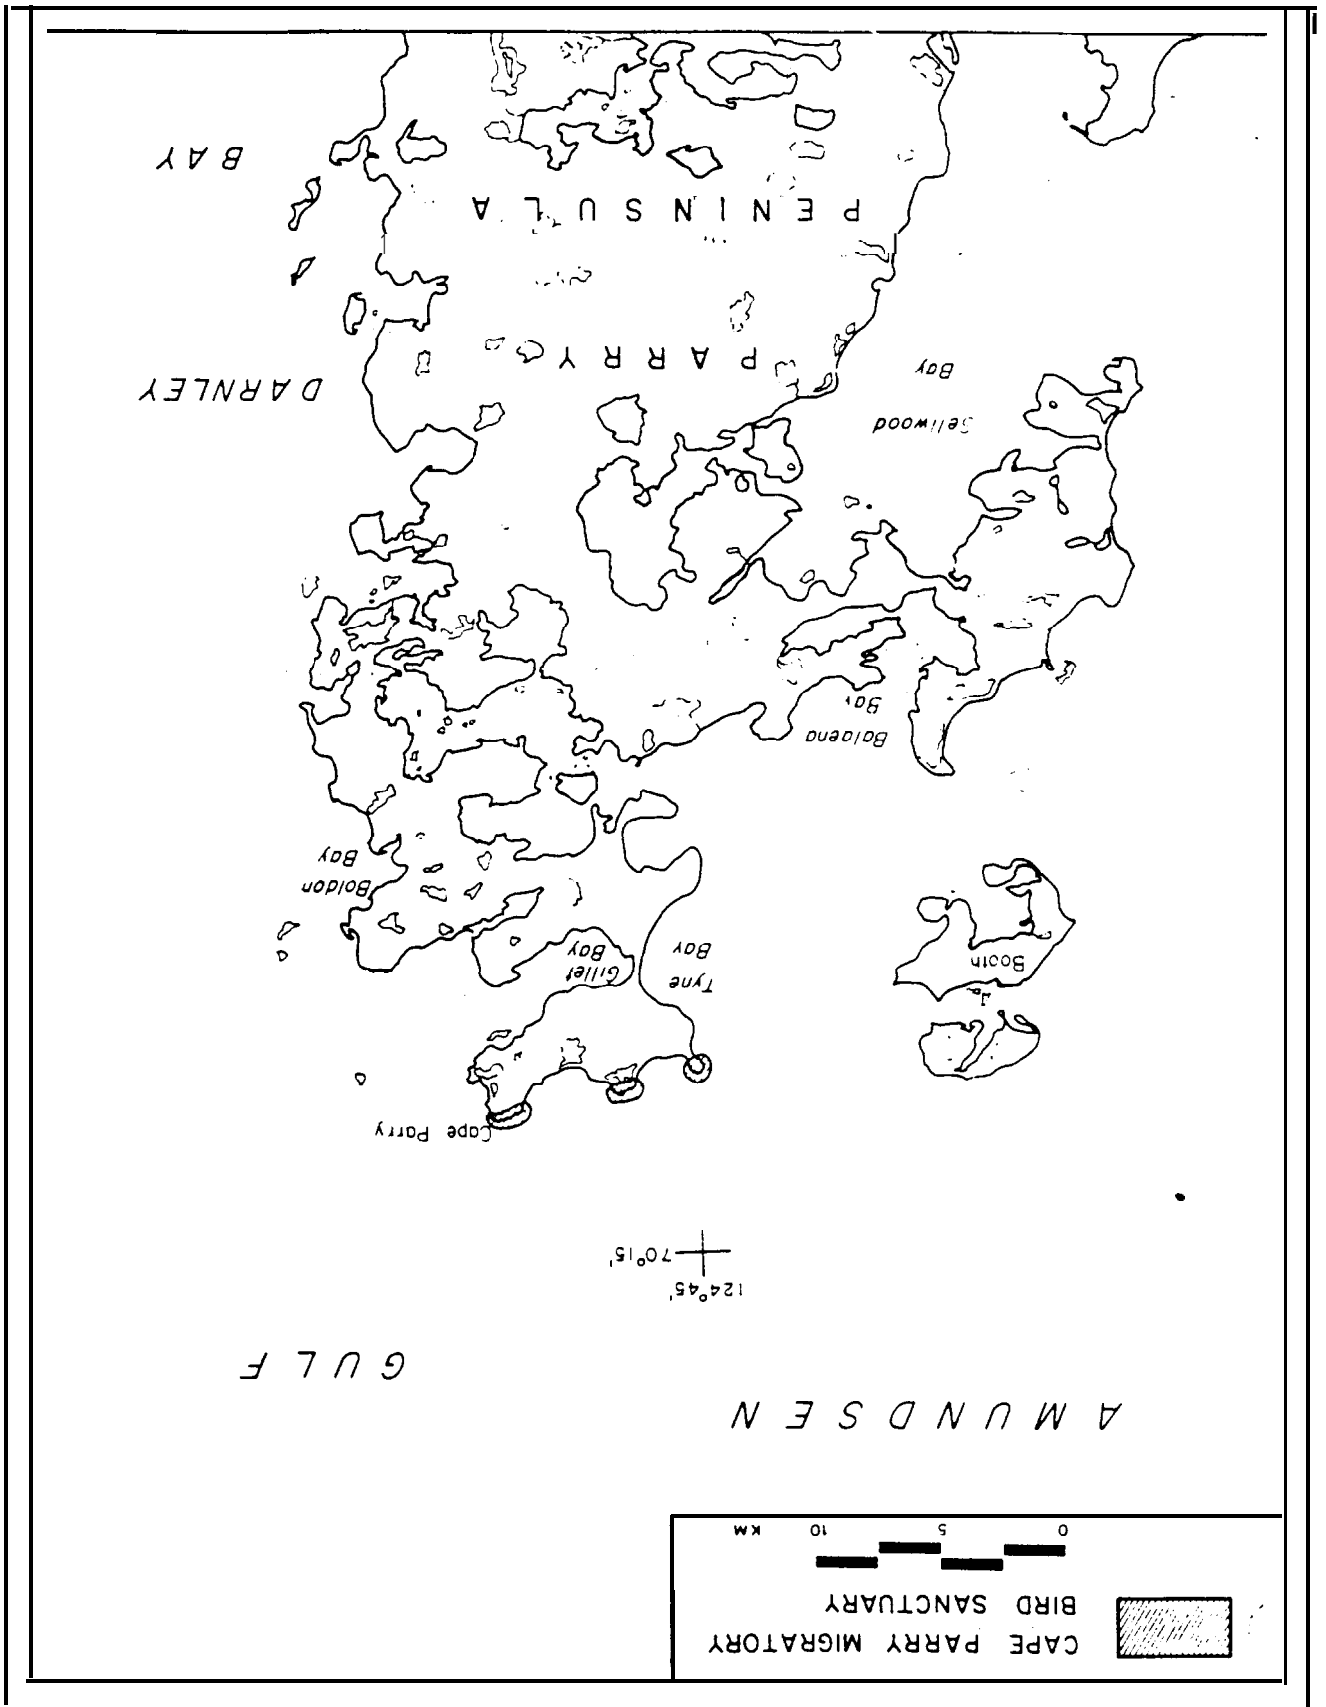 CAPE PARRY MIGRATORY
BIRD SANCTUARY
0 5 10 KM
AMUNDSEN
GULF
124°45'
70°15'
Cape Parry
Tyne
Bay
Gillet
Bay
Booth
Is.
Boldon
Bay
Balaena
Bay
Sellwood
Bay
DARNLEY
BAY
PARRY
PENINSULA